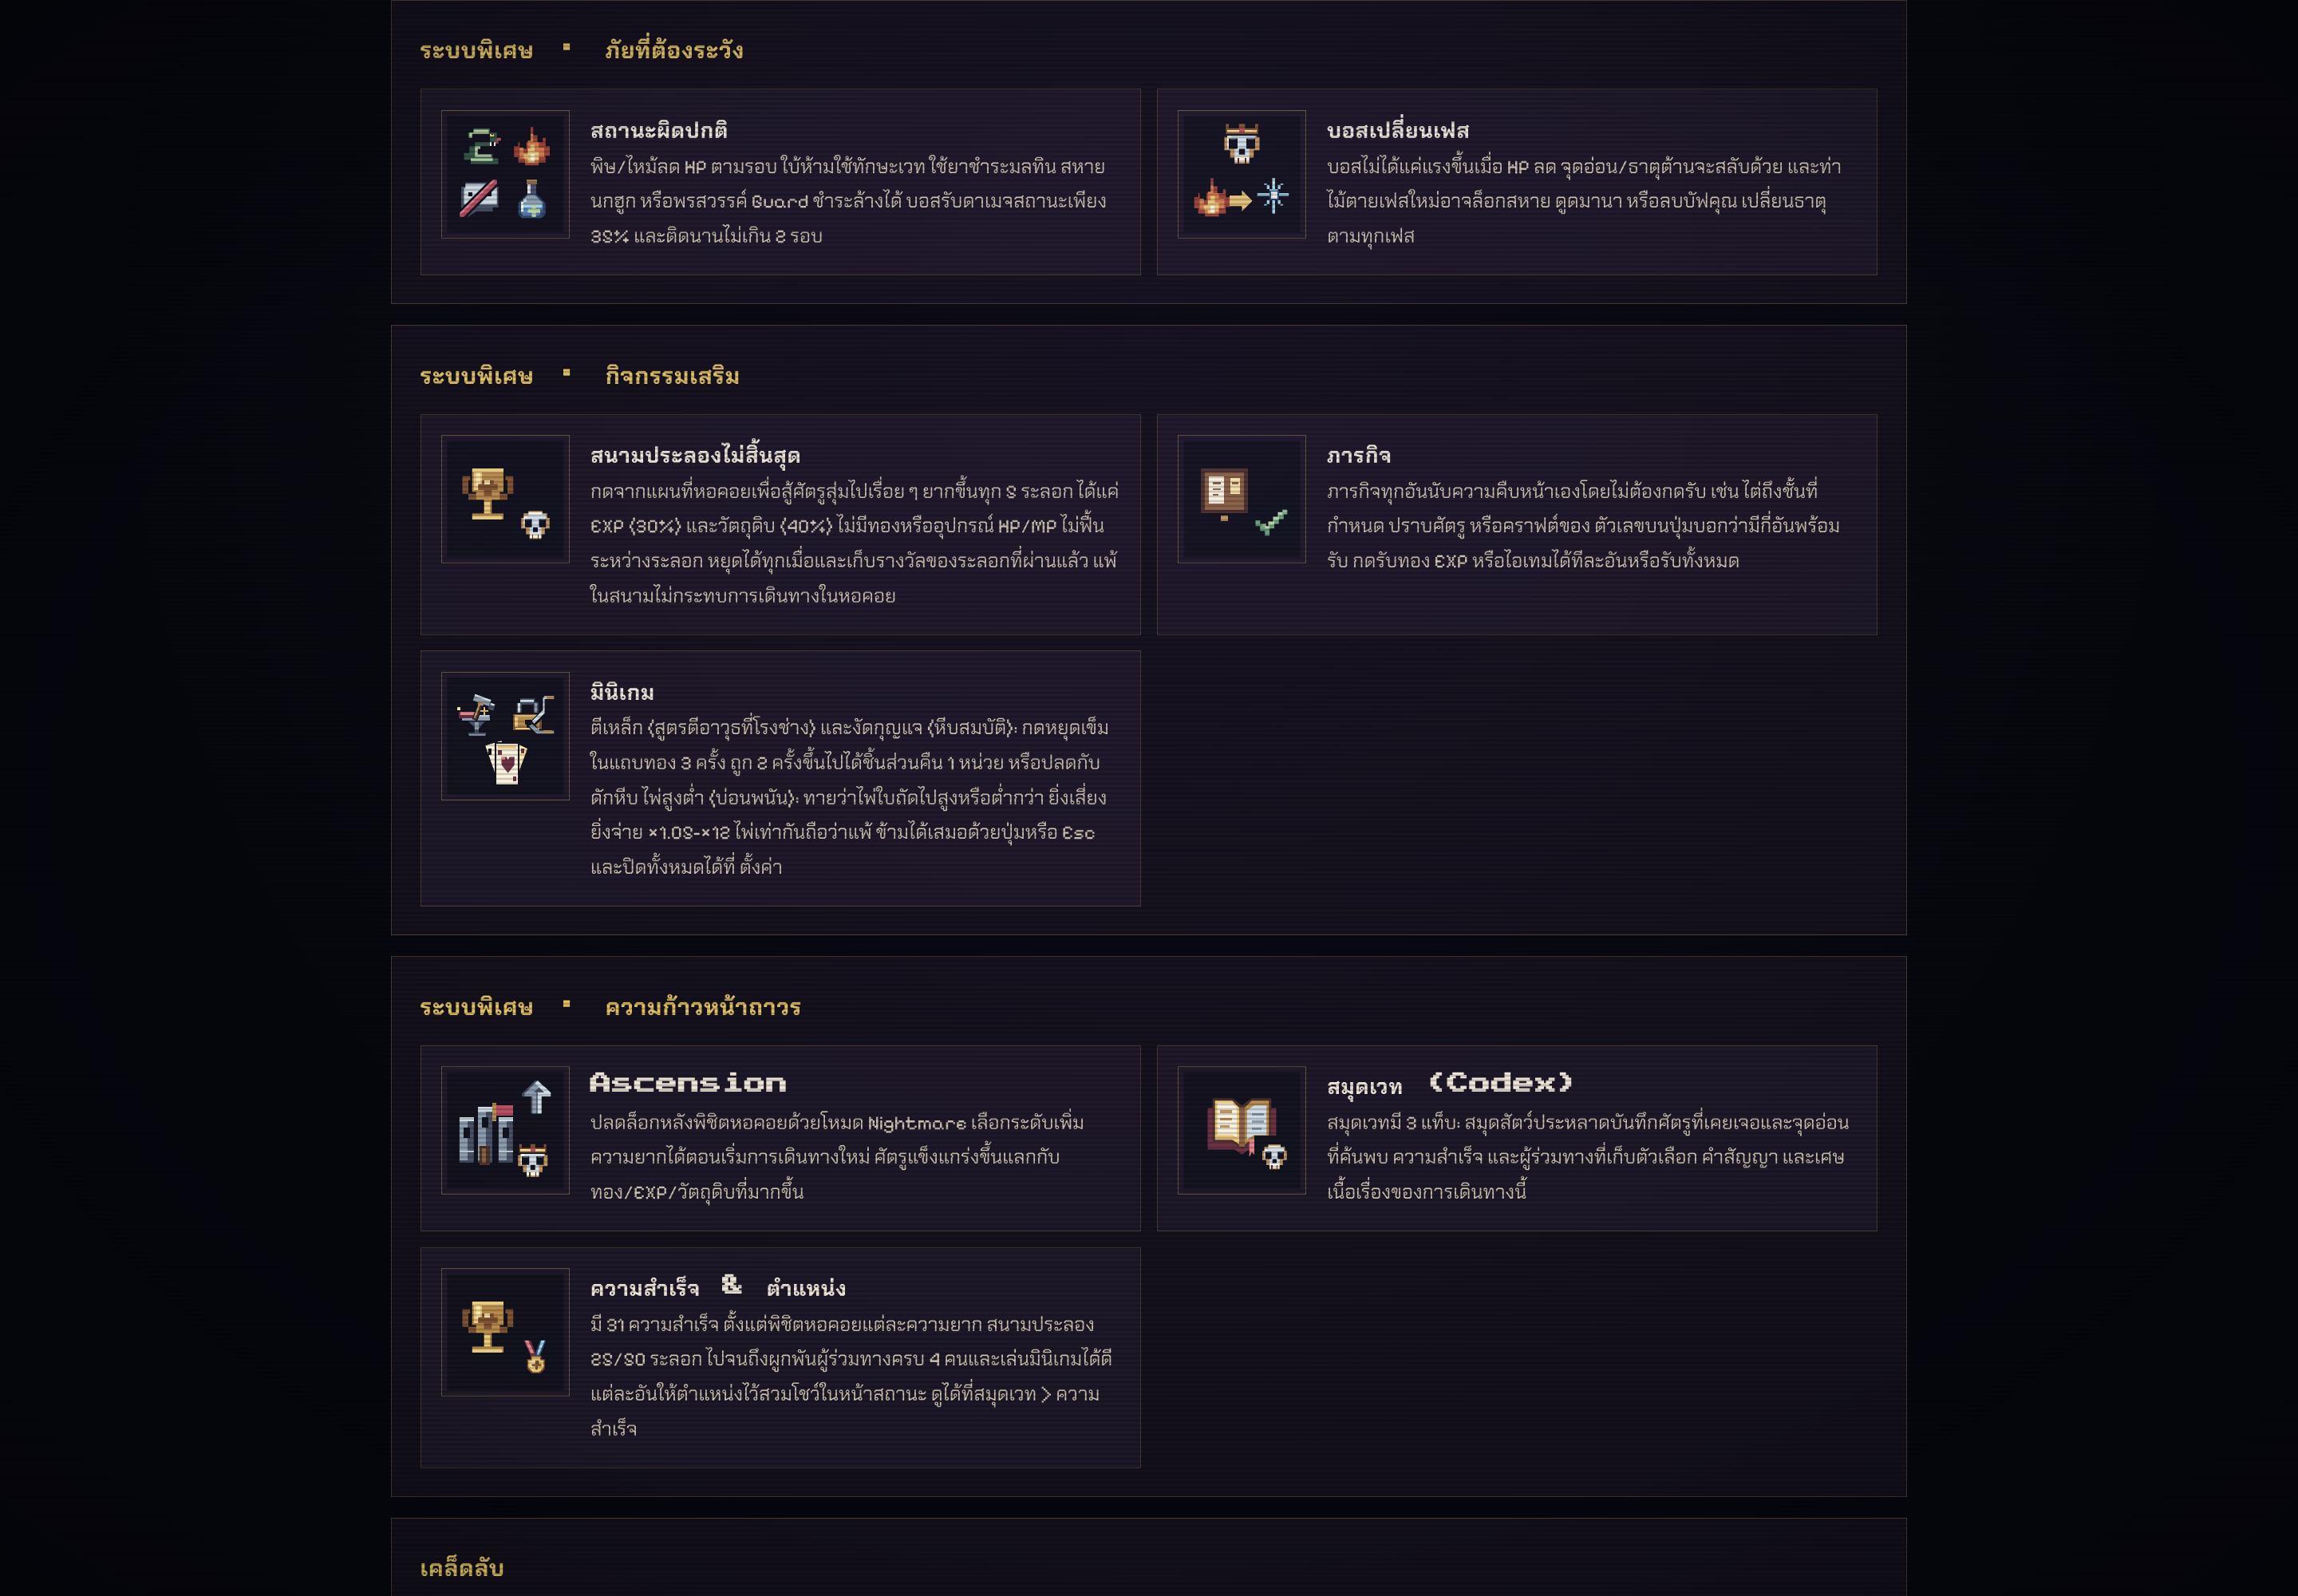 ระบบพิเศษ · ภัยที่ต้องระวัง
สถานะผิดปกติ
พิษ/ไหม้ลด HP ตามรอบ ใบ้ห้ามใช้ทักษะเวท ใช้ยาชำระมลทิน สหาย
นกฮูก หรือพรสวรรค์ Guard ชำระล้างได้ บอสรับดาเมจสถานะเพียง
35% และติดนานไม่เกิน 2 รอบ
บอสเปลี่ยนเฟส
บอสไม่ได้แค่แรงขึ้นเมื่อ HP ลด จุดอ่อน/ธาตุต้านจะสลับด้วย และท่า
ไม้ตายเฟสใหม่อาจล็อกสหาย ดูดมานา หรือลบบัฟคุณ เปลี่ยนธาตุ
ตามทุกเฟส
ระบบพิเศษ · กิจกรรมเสริม
สนามประลองไม่สิ้นสุด
กดจากแผนที่หอคอยเพื่อสู้ศัตรูสุ่มไปเรื่อย ๆ ยากขึ้นทุก 5 ระลอก ได้แค่
EXP (30%) และวัตถุดิบ (40%) ไม่มีทองหรืออุปกรณ์ HP/MP ไม่ฟื้น
ระหว่างระลอก หยุดได้ทุกเมื่อและเก็บรางวัลของระลอกที่ผ่านแล้ว แพ้
ในสนามไม่กระทบการเดินทางในหอคอย
ภารกิจ
ภารกิจทุกอันนับความคืบหน้าเองโดยไม่ต้องกดรับ เช่น ไต่ถึงชั้นที่
กำหนด ปราบศัตรู หรือคราฟต์ของ ตัวเลขบนปุ่มบอกว่ามีกี่อันพร้อม
รับ กดรับทอง EXP หรือไอเทมได้ทีละอันหรือรับทั้งหมด
มินิเกม
ตีเหล็ก (สูตรตีอาวุธที่โรงช่าง) และงัดกุญแจ (หีบสมบัติ): กดหยุดเข็ม
ในแถบทอง 3 ครั้ง ถูก 2 ครั้งขึ้นไปได้ชิ้นส่วนคืน 1 หน่วย หรือปลดกับ
ดักหีบ ไพ่สูงต่ำ (บ่อนพนัน): ทายว่าไพ่ใบถัดไปสูงหรือต่ำกว่า ยิ่งเสี่ยง
ยิ่งจ่าย ×1.05-×12 ไพ่เท่ากันถือว่าแพ้ ข้ามได้เสมอด้วยปุ่มหรือ Esc
และปิดทั้งหมดได้ที่ ตั้งค่า
ระบบพิเศษ · ความก้าวหน้าถาวร
Ascension
ปลดล็อกหลังพิชิตหอคอยด้วยโหมด Nightmare เลือกระดับเพิ่ม
ความยากได้ตอนเริ่มการเดินทางใหม่ ศัตรูแข็งแกร่งขึ้นแลกกับ
ทอง/EXP/วัตถุดิบที่มากขึ้น
สมุดเวท (Codex)
สมุดเวทมี 3 แท็บ: สมุดสัตว์ประหลาดบันทึกศัตรูที่เคยเจอและจุดอ่อน
ที่ค้นพบ ความสำเร็จ และผู้ร่วมทางที่เก็บตัวเลือก คำสัญญา และเศษ
เนื้อเรื่องของการเดินทางนี้
ความสำเร็จ & ตำแหน่ง
มี 31 ความสำเร็จ ตั้งแต่พิชิตหอคอยแต่ละความยาก สนามประลอง
25/50 ระลอก ไปจนถึงผูกพันผู้ร่วมทางครบ 4 คนและเล่นมินิเกมได้ดี
แต่ละอันให้ตำแหน่งไว้สวมโชว์ในหน้าสถานะ ดูได้ที่สมุดเวท > ความ
สำเร็จ
เคล็ดลับ